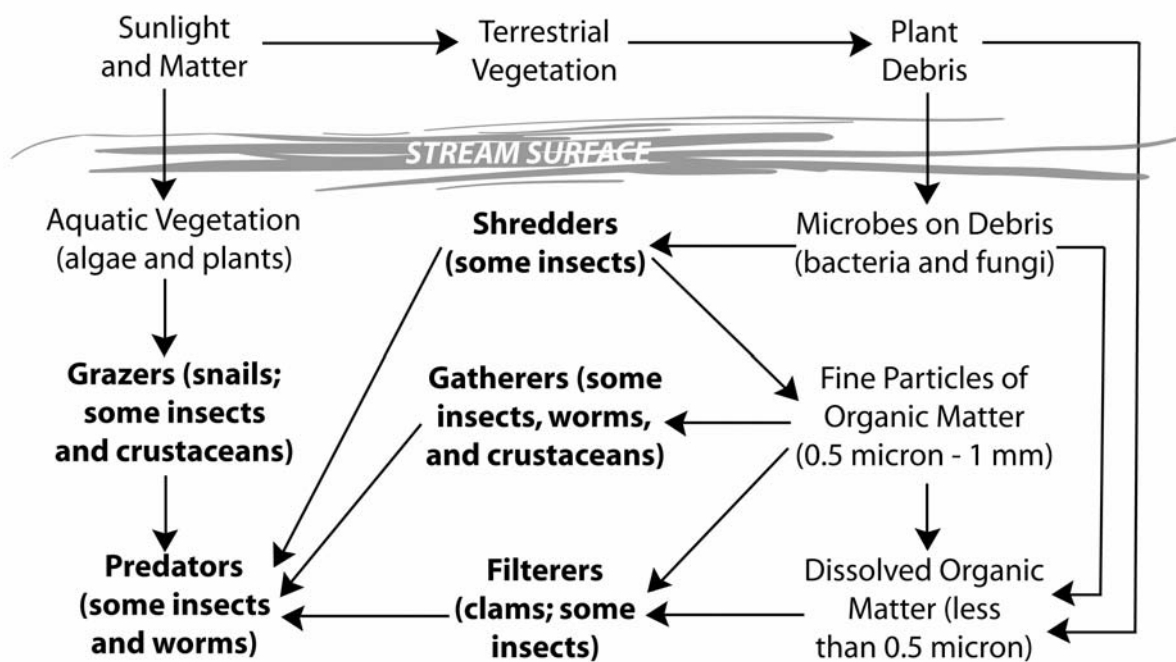 Sunlight
and Matter
Terrestrial
Vegetation
Plant
Debris
STREAM SURFACE
Aquatic Vegetation
(algae and plants)
Shredders
(some insects)
Microbes on Debris
(bacteria and fungi)
Grazers (snails;
some insects
and crustaceans)
Gatherers (some
insects, worms,
and crustaceans)
Fine Particles of
Organic Matter
(0.5 micron - 1 mm)
Predators
(some insects
and worms)
Filterers
(clams; some
insects)
Dissolved Organic
Matter (less
than 0.5 micron)